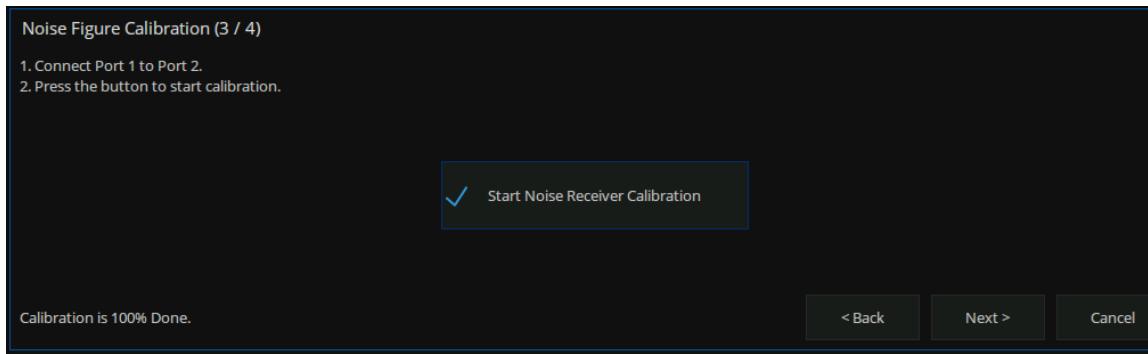 Noise Figure Calibration (3 / 4)
1. Connect Port 1 to Port 2.
2. Press the button to start calibration.
Start Noise Receiver Calibration
Calibration is 100% Done.
< Back
Next >
Cancel